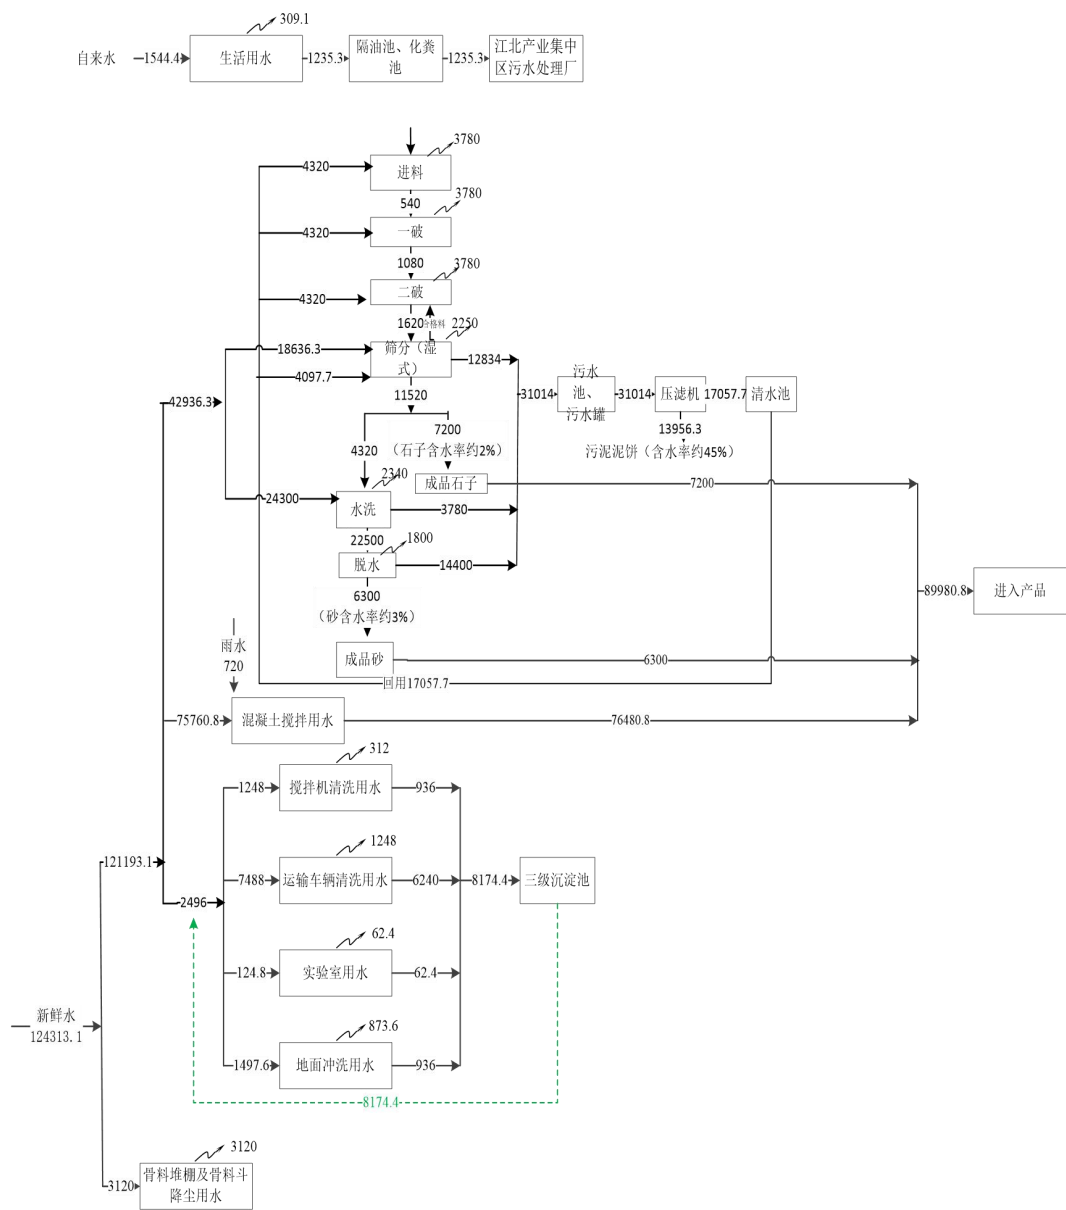 309.1
自来水
1544.4
生活用水
1235.3
隔油池、化粪
池
1235.3
江北产业集中
区污水处理厂
3780
4320
进料
540
3780
4320
一破
1080
3780
4320
二破
1620
合格料
2250
18636.3
筛分（湿
式）
12834
4097.7
11520
42936.3
31014
污水
池、
污水罐
31014
压滤机
17057.7
清水池
13956.3
污泥泥饼（含水率约45%）
7200
（石子含水率约2%）
4320
成品石子
7200
2340
24300
水洗
3780
22500
1800
脱水
14400
6300
（砂含水率约3%）
89980.8
进入产品
雨水
720
成品砂
6300
回用17057.7
75760.8
混凝土搅拌用水
76480.8
312
1248
搅拌机清洗用水
936
1248
121193.1
7488
运输车辆清洗用水
6240
8174.4
三级沉淀池
2496
62.4
124.8
实验室用水
62.4
新鲜水
124313.1
873.6
1497.6
地面冲洗用水
936
8174.4
3120
3120
骨料堆棚及骨料斗
降尘用水